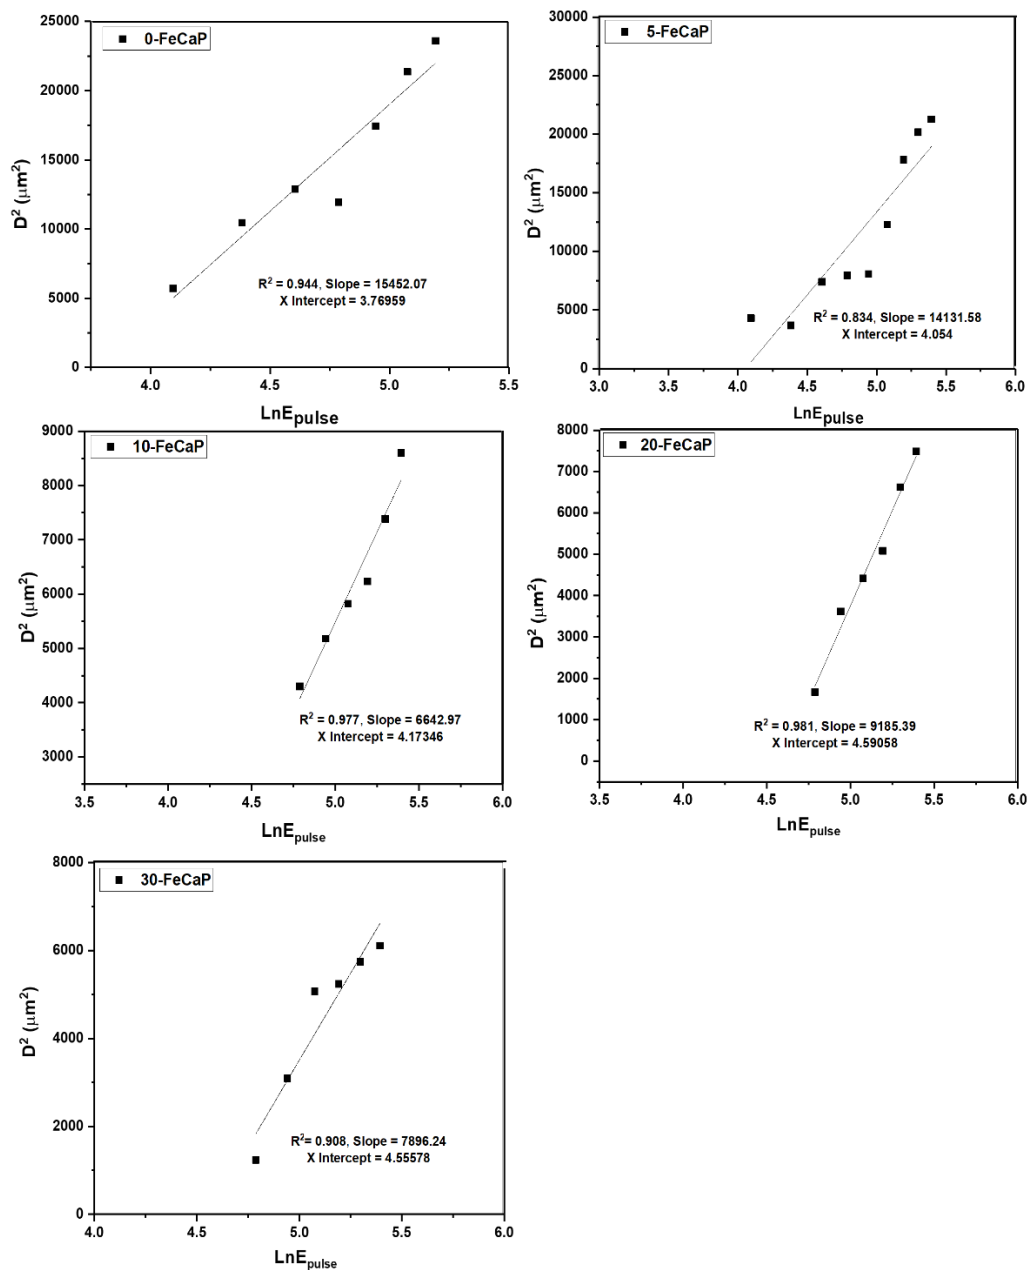 0-FeCaP
25000
20000
15000
10000
5000
0
D² (μm²)
R² = 0.944, Slope = 15452.07
X Intercept = 3.76959
4.0 4.5 5.0 5.5
LnEpulse
5-FeCaP
30000
25000
20000
15000
10000
5000
0
D² (μm²)
R² = 0.834, Slope = 14131.58
X Intercept = 4.054
3.0 3.5 4.0 4.5 5.0 5.5 6.0
LnEpulse
10-FeCaP
9000
8000
7000
6000
5000
4000
3000
D² (μm²)
R² = 0.977, Slope = 6642.97
X Intercept = 4.17346
3.5 4.0 4.5 5.0 5.5 6.0
LnEpulse
20-FeCaP
8000
7000
6000
5000
4000
3000
2000
1000
0
D² (μm²)
R² = 0.981, Slope = 9185.39
X Intercept = 4.59058
3.5 4.0 4.5 5.0 5.5 6.0
LnEpulse
30-FeCaP
8000
6000
4000
2000
0
D² (μm²)
R²= 0.908, Slope = 7896.24
X Intercept = 4.55578
4.0 4.5 5.0 5.5 6.0
LnEpulse